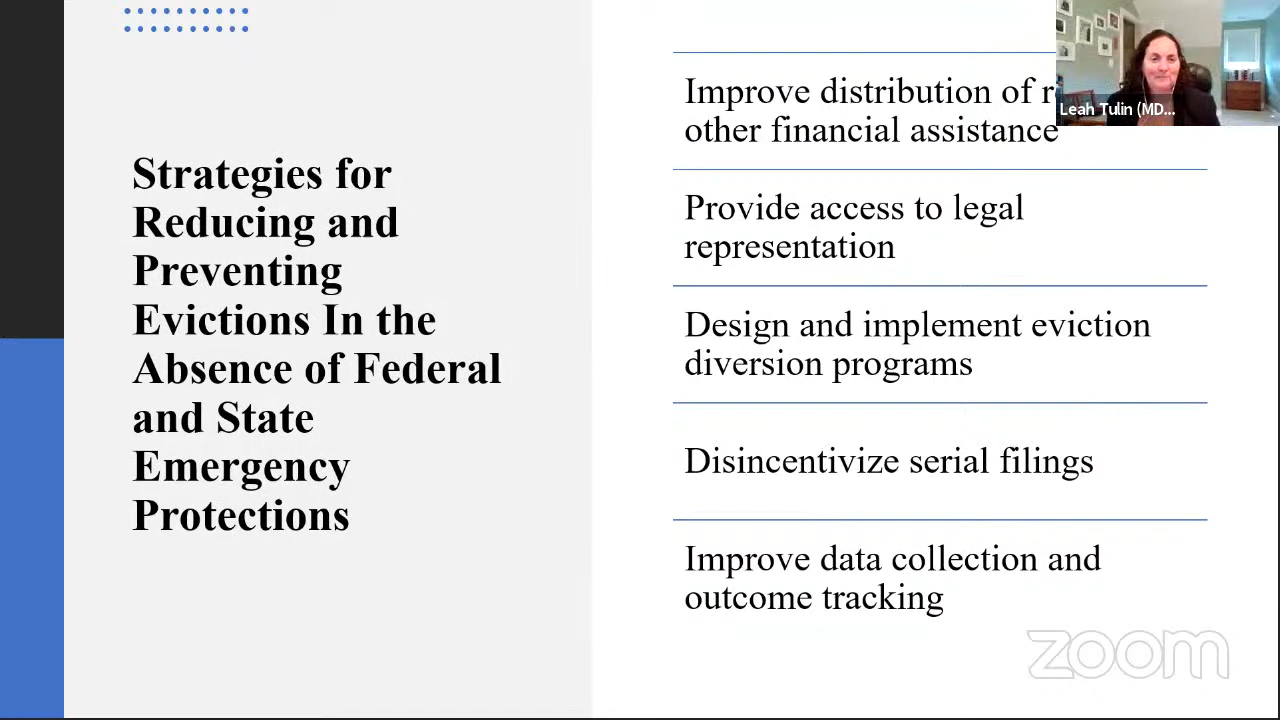 Strategies for
Reducing and
Preventing
Evictions In the
Absence of Federal
and State
Emergency
Protections
Improve distribution of
other financial assistance
Provide access to legal
representation
Design and implement eviction
diversion programs
Disincentivize serial filings
Improve data collection and
outcome tracking
Leah Tulin (MD...
zoom